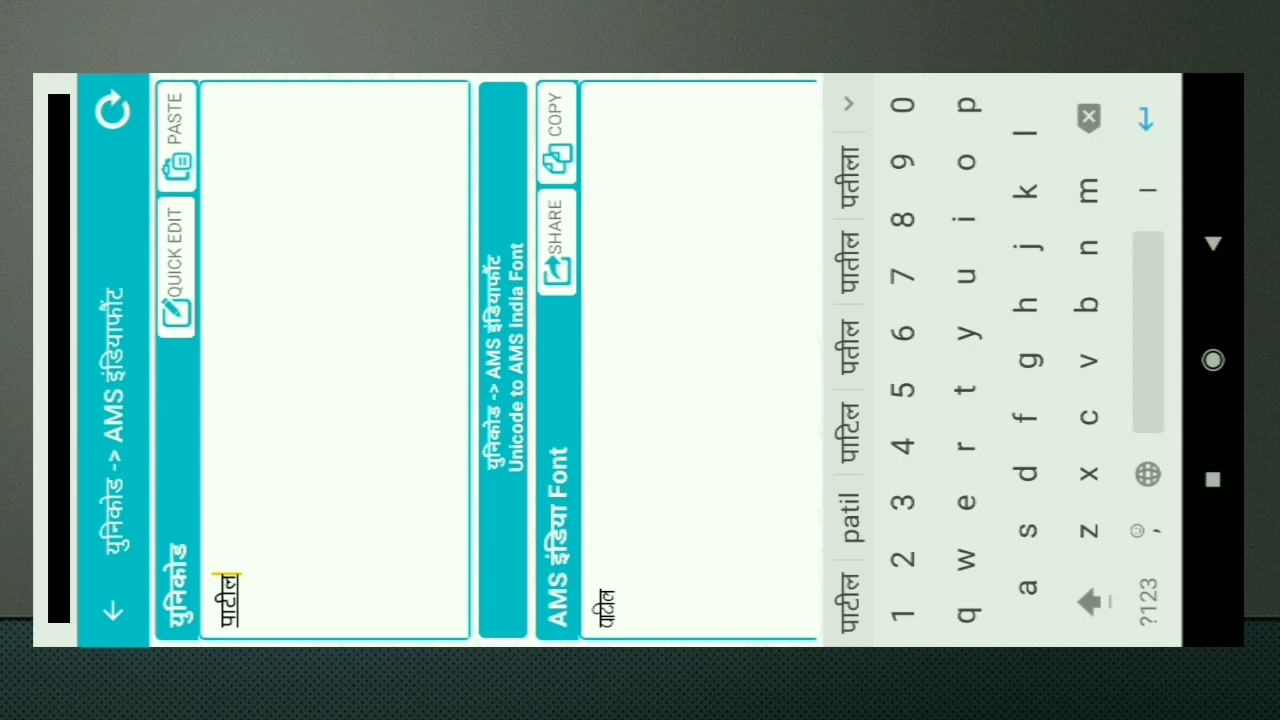 युनिकोड -> AMS इंडियाफॉंट
युनिकोड
QUICK EDIT
PASTE
पाटील
युनिकोड -> AMS इंडियाफॉंट
Unicode to AMS India Font
AMS इंडिया Font
SHARE
COPY
पाटील
पाटील patil पाटिल पतील पातील पतीला
1 2 3 4 5 6 7 8 9 0
q w e r t y u i o p
a s d f g h j k l
z x c v b n m
?123 , ।